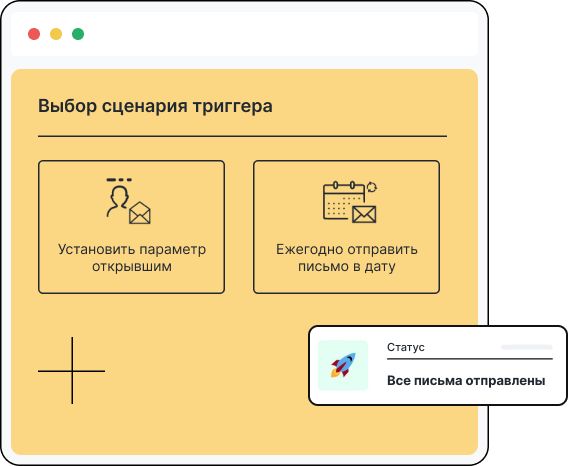 Выбор сценария триггера
Установить параметр
открывшим
Ежегодно отправить
письмо в дату
Статус
Все письма отправлены